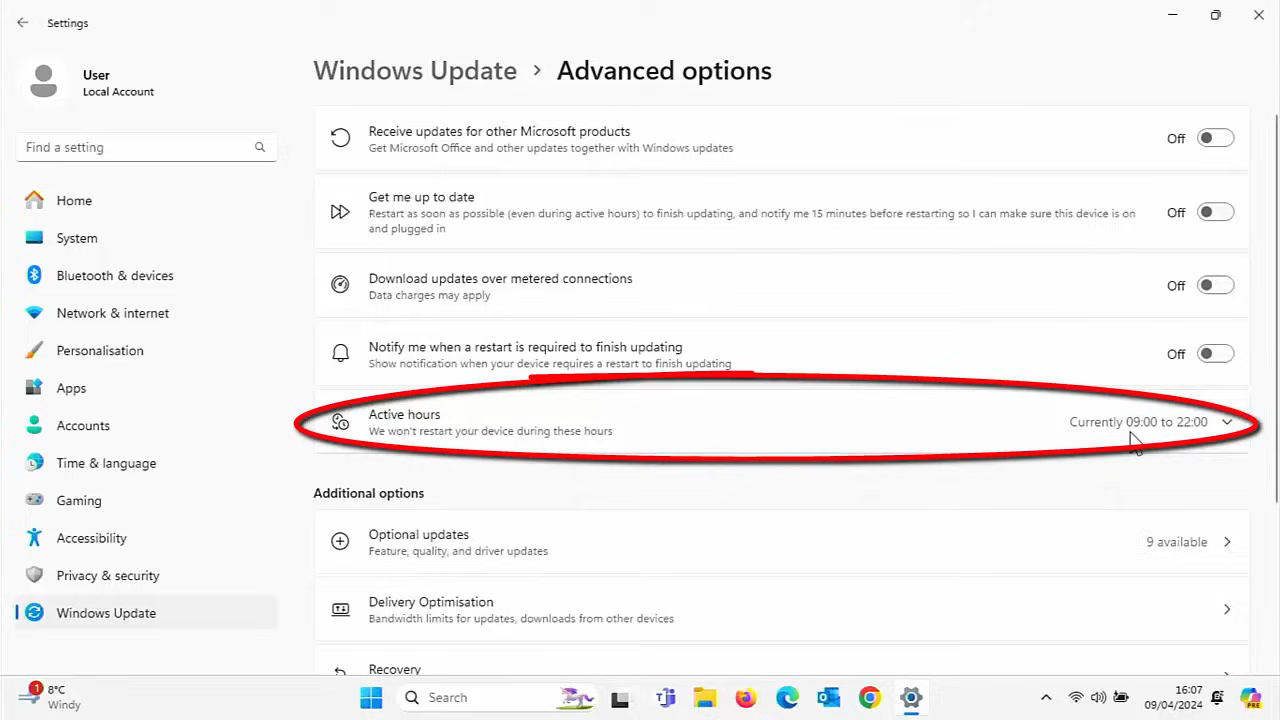 Settings
User
Local Account
Find a setting
Home
System
Bluetooth & devices
Network & internet
Personalisation
Apps
Accounts
Time & language
Gaming
Accessibility
Privacy & security
Windows Update
Windows Update > Advanced options
Receive updates for other Microsoft products
Get Microsoft Office and other updates together with Windows updates
Off
Get me up to date
Restart as soon as possible (even during active hours) to finish updating, and notify me 15 minutes before restarting so I can make sure this device is on
and plugged in
Off
Download updates over metered connections
Data charges may apply
Off
Notify me when a restart is required to finish updating
Show notification when your device requires a restart to finish updating
Off
Active hours
We won't restart your device during these hours
Currently 09:00 to 22:00
Additional options
Optional updates
Feature, quality, and driver updates
9 available
Delivery Optimisation
Bandwidth limits for updates, downloads from other devices
Recovery
1
8°C
Windy
Search
16:07
09/04/2024
PRE